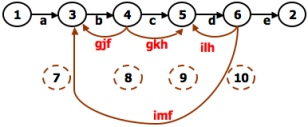 1 a 3 b 4 c 5 d 6 e 2
gjf gkh ilh
7 8 9 10
imf